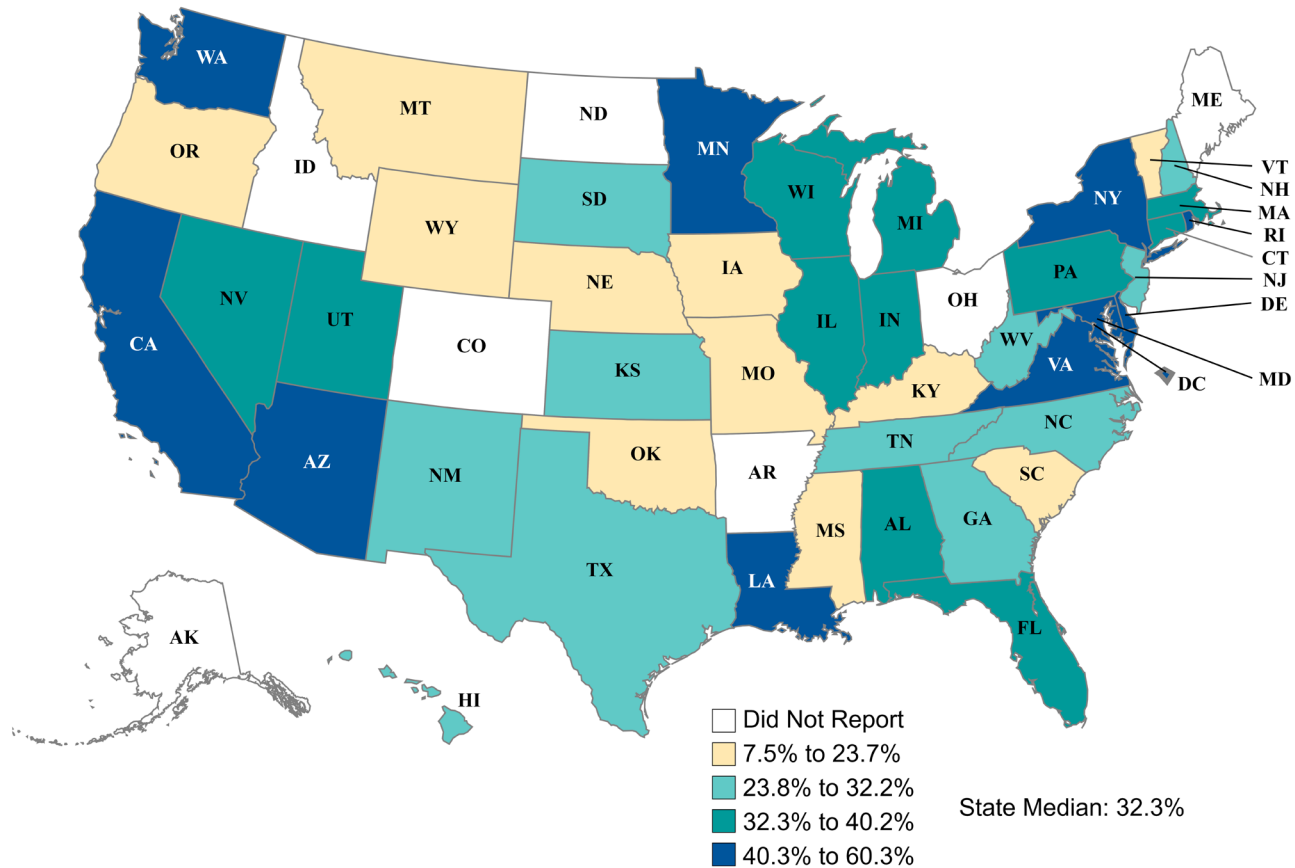 WA
MT
ND
MN
ME
OR
ID
SD
WI
MI
NY
VT
NH
MA
RI
CT
NJ
DE
MD
DC
WY
IA
NE
PA
NV
UT
CO
IL
IN
OH
WV
VA
CA
KS
MO
KY
NC
TN
AZ
NM
OK
AR
SC
MS
AL
GA
TX
LA
FL
AK
HI
Did Not Report
7.5% to 23.7%
23.8% to 32.2%
32.3% to 40.2%
40.3% to 60.3%
State Median: 32.3%